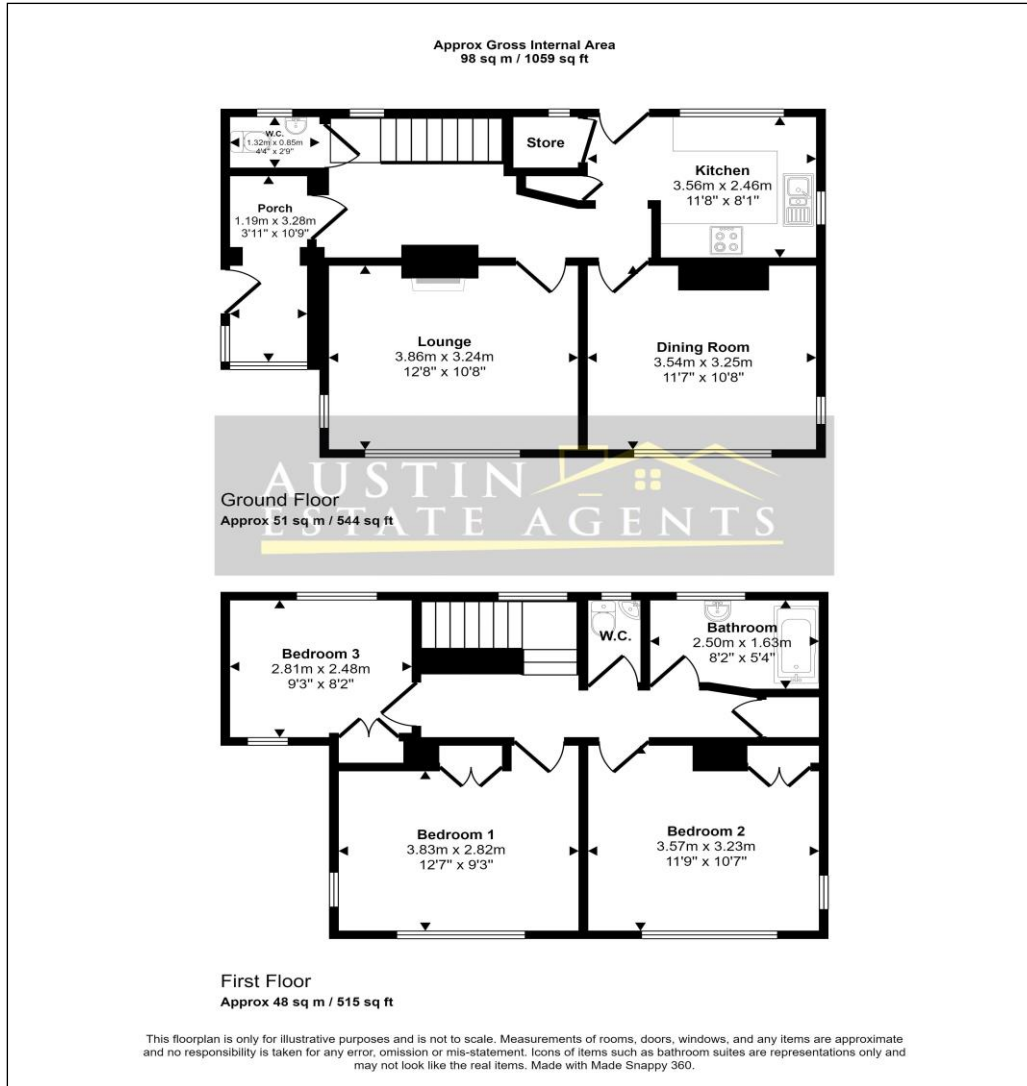 Approx Gross Internal Area
98 sq m / 1059 sq ft
W.C.
1.32m x 0.85m
4'4" x 2'9"
Store
Kitchen
3.56m x 2.46m
11'8" x 8'1"
Porch
1.19m x 3.28m
3'11" x 10'9"
Lounge
3.86m x 3.24m
12'8" x 10'8"
Dining Room
3.54m x 3.25m
11'7" x 10'8"
AUSTIN
ESTATE AGENTS
Ground Floor
Approx 51 sq m / 544 sq ft
Bedroom 3
2.81m x 2.48m
9'3" x 8'2"
W.C.
Bathroom
2.50m x 1.63m
8'2" x 5'4"
Bedroom 1
3.83m x 2.82m
12'7" x 9'3"
Bedroom 2
3.57m x 3.23m
11'9" x 10'7"
First Floor
Approx 48 sq m / 515 sq ft
This floorplan is only for illustrative purposes and is not to scale. Measurements of rooms, doors, windows, and any items are approximate
and no responsibility is taken for any error, omission or mis-statement. Icons of items such as bathroom suites are representations only and
may not look like the real items. Made with Made Snappy 360.